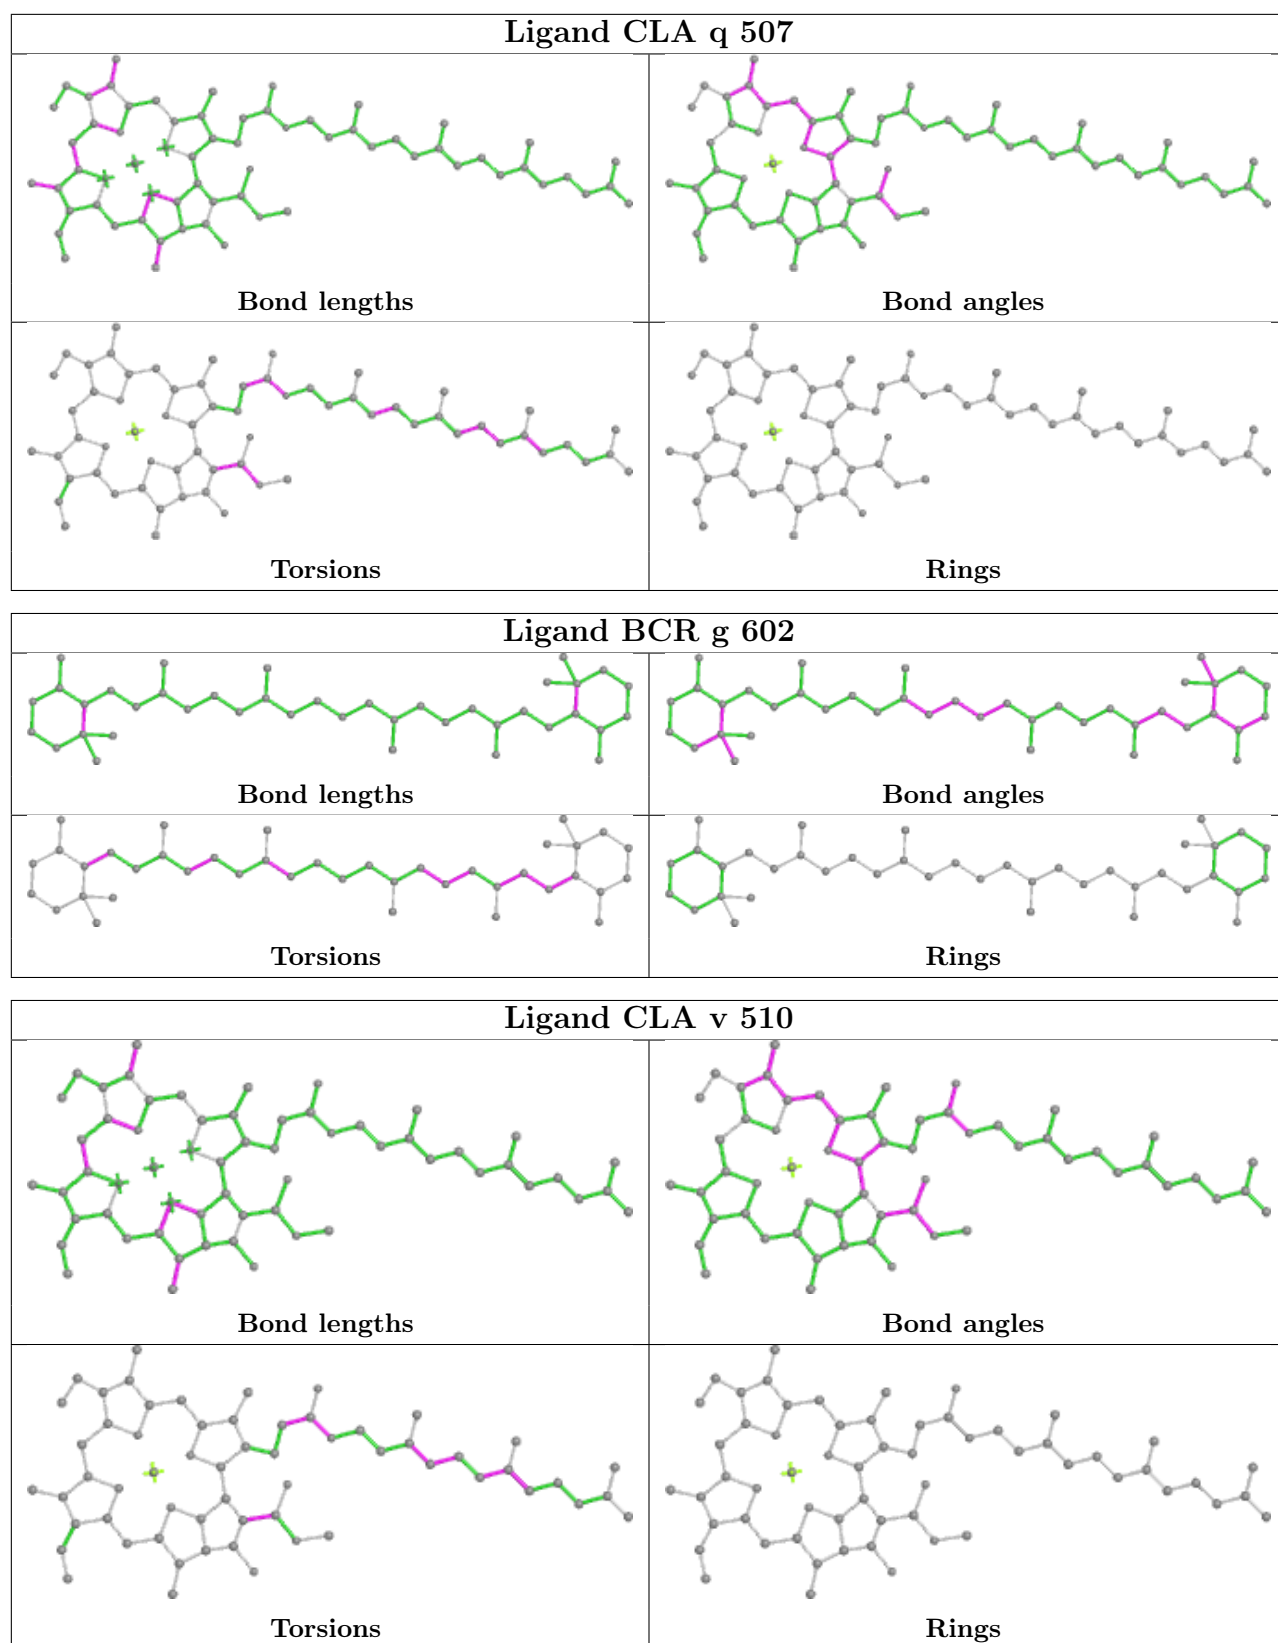 Ligand CLA q 507
Bond lengths
Bond angles
Torsions
Rings
Ligand BCR g 602
Bond lengths
Bond angles
Torsions
Rings
Ligand CLA v 510
Bond lengths
Bond angles
Torsions
Rings